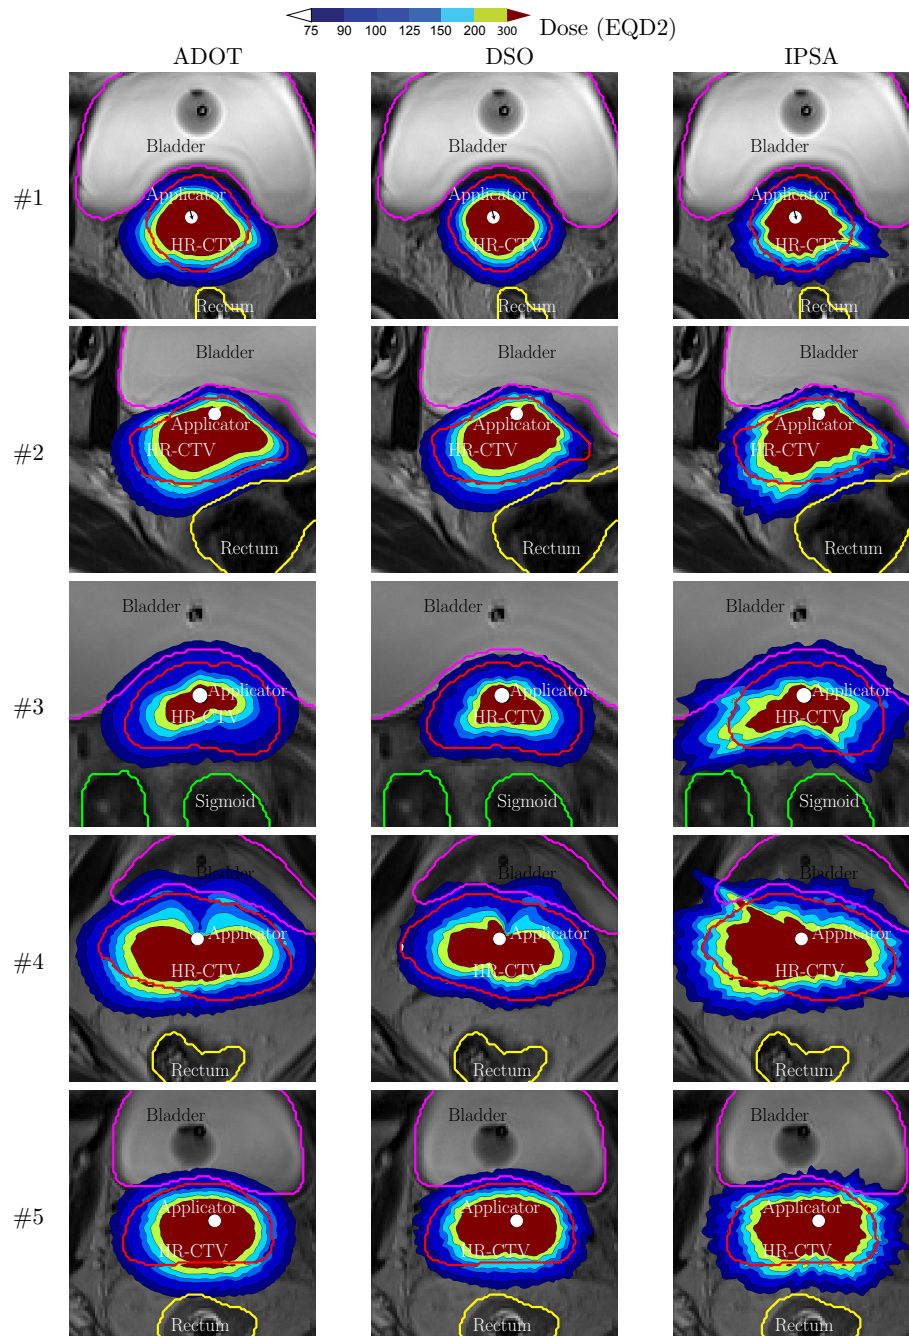 75 90 100 125 150 200 300 Dose (EQD2)
ADOT DSO IPSA
#1
Bladder Bladder Bladder
Applicator Applicator Applicator
HR-CTV HR-CTV HR-CTV
Rectum Rectum Rectum
#2
Bladder Bladder Bladder
Applicator Applicator Applicator
HR-CTV HR-CTV HR-CTV
Rectum Rectum Rectum
#3
Bladder Bladder Bladder
Applicator Applicator Applicator
HR-CTV HR-CTV HR-CTV
Sigmoid Sigmoid Sigmoid
#4
Bladder Bladder Bladder
Applicator Applicator Applicator
HR-CTV HR-CTV HR-CTV
Rectum Rectum Rectum
#5
Bladder Bladder Bladder
Applicator Applicator Applicator
HR-CTV HR-CTV HR-CTV
Rectum Rectum Rectum